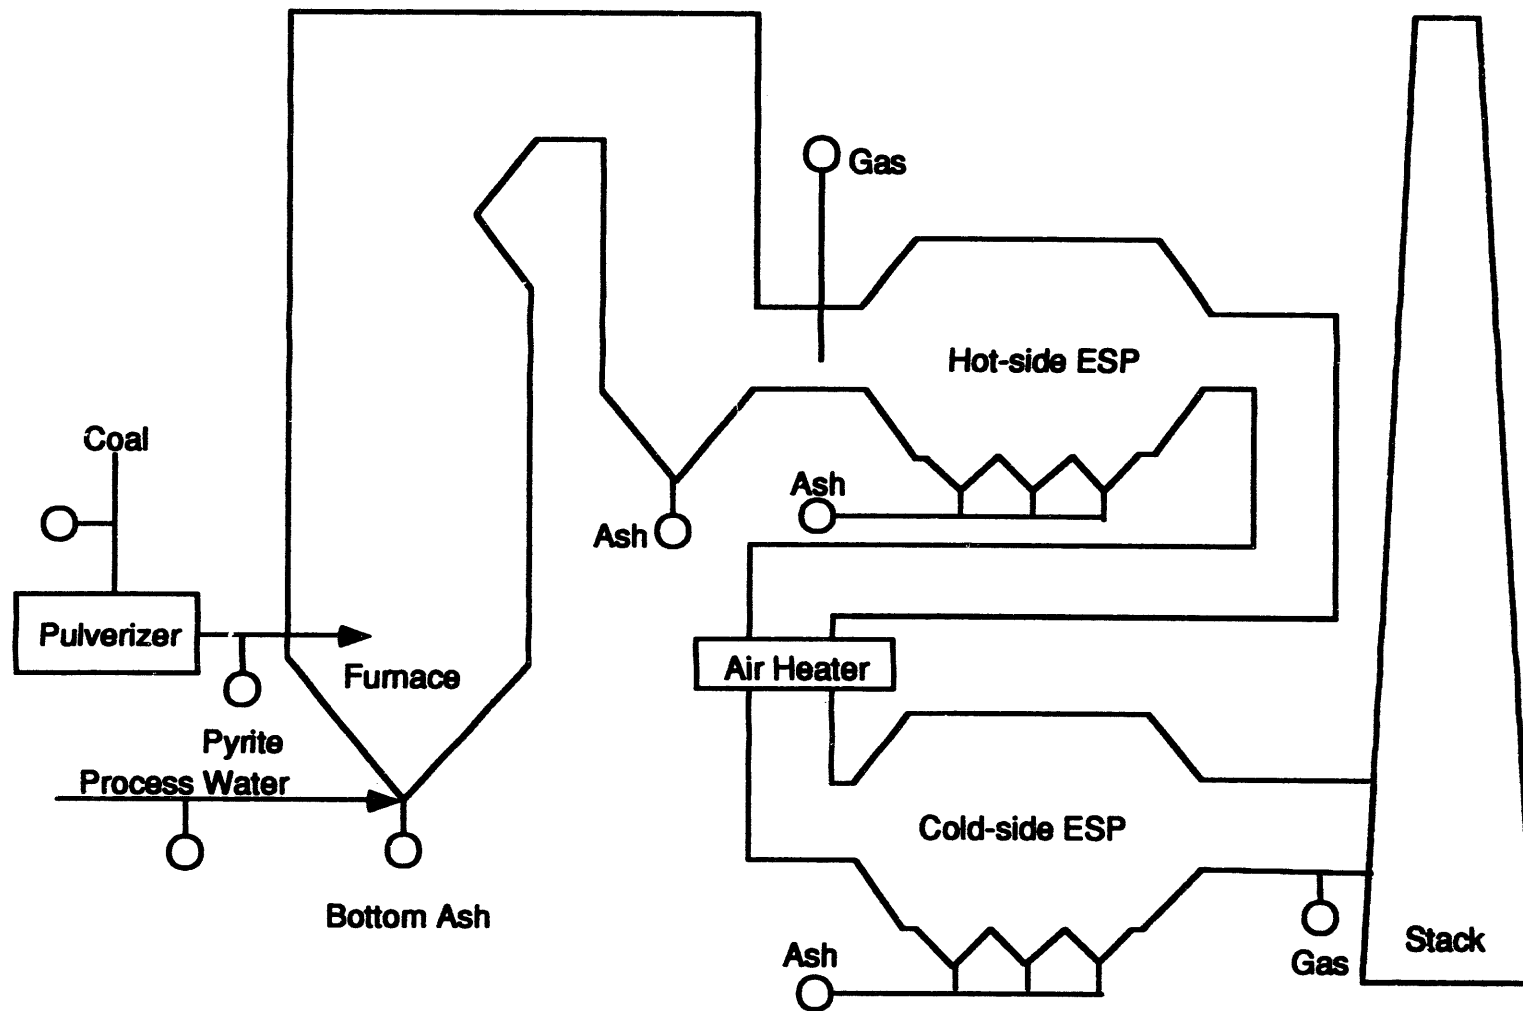 Gas
Hot-side ESP
Coal
Ash
Ash
Pulverizer
Furnace
Air Heater
Pyrite
Process Water
Cold-side ESP
Bottom Ash
Stack
Ash
Gas